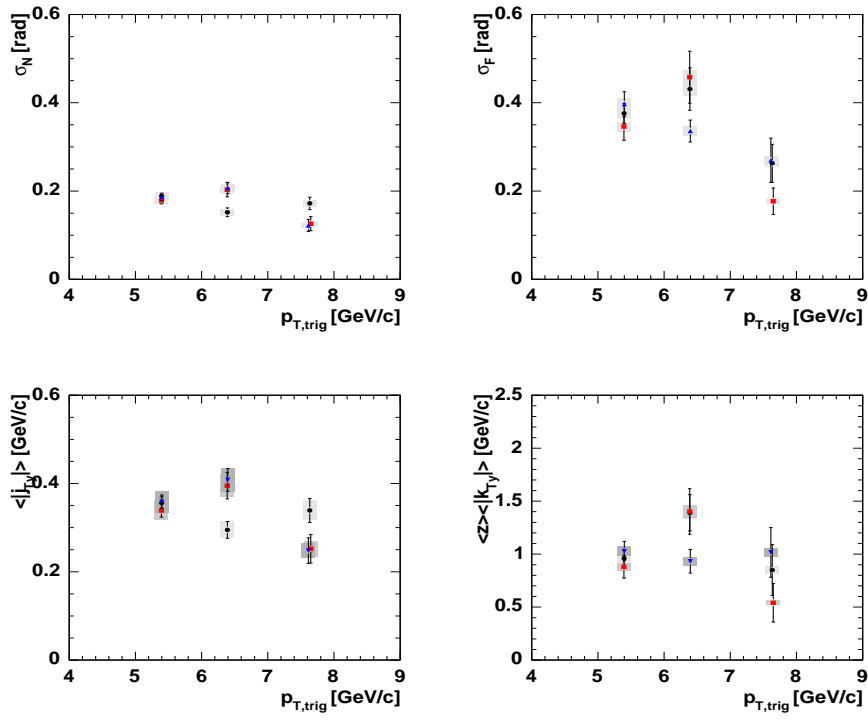 σN [rad]
0.6
0.4
0.2
0
4 5 6 7 8 9
pT,trig [GeV/c]
σF [rad]
0.6
0.4
0.2
0
4 5 6 7 8 9
pT,trig [GeV/c]
<|jTy|> [GeV/c]
0.6
0.4
0.2
0
4 5 6 7 8 9
pT,trig [GeV/c]
<z><|kTy|> [GeV/c]
2.5
2
1.5
1
0.5
0
4 5 6 7 8 9
pT,trig [GeV/c]